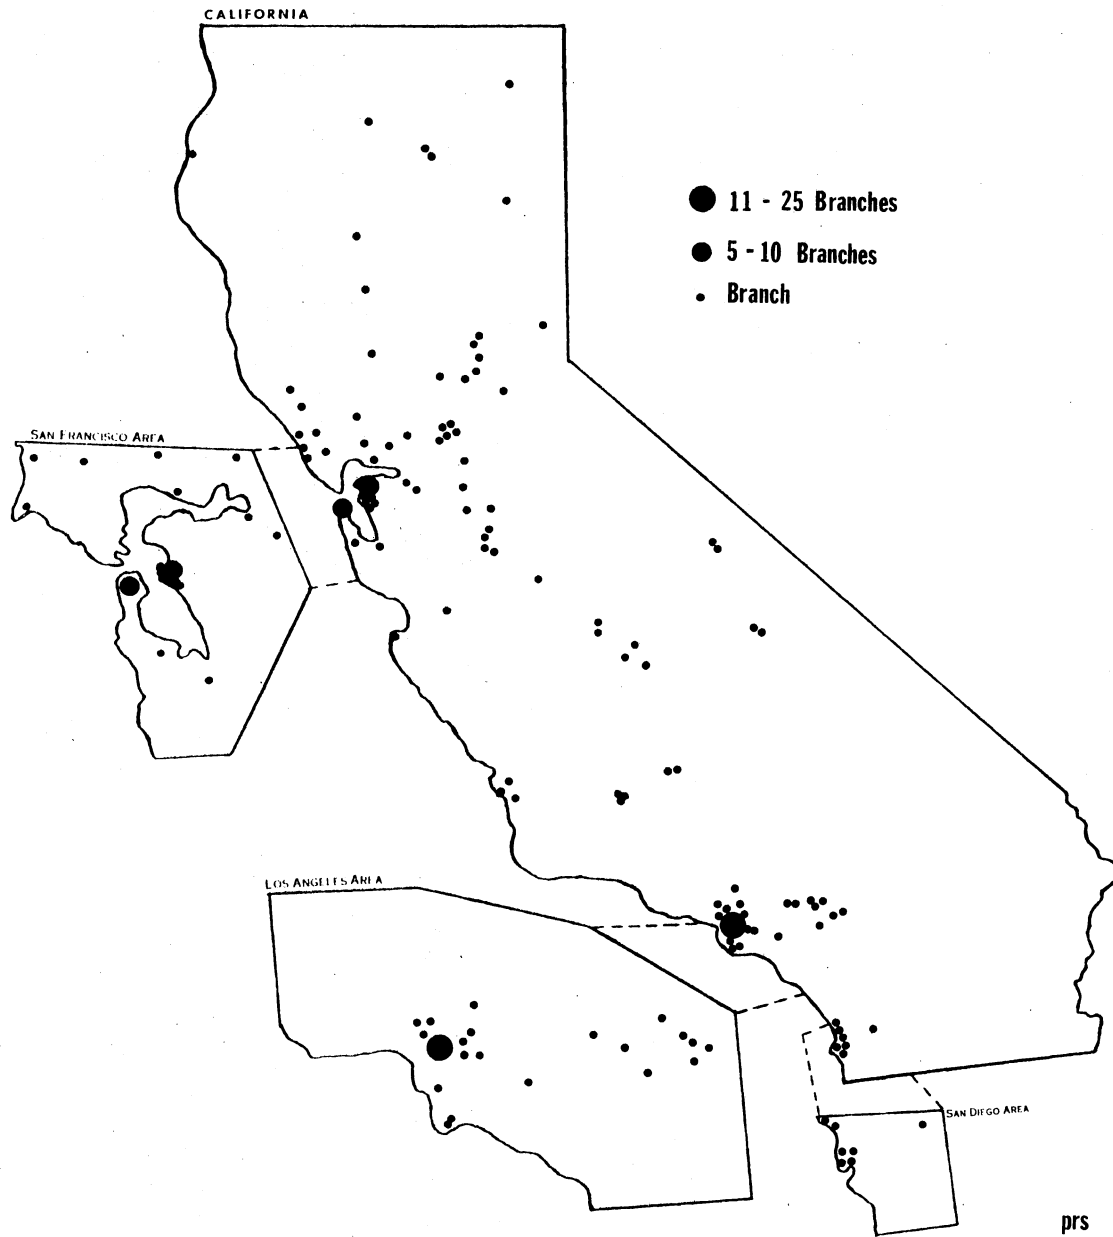 CALIFORNIA
11 - 25 Branches
5 - 10 Branches
Branch
SAN FRANCISCO AREA
LOS ANGELES AREA
SAN DIEGO AREA
prs